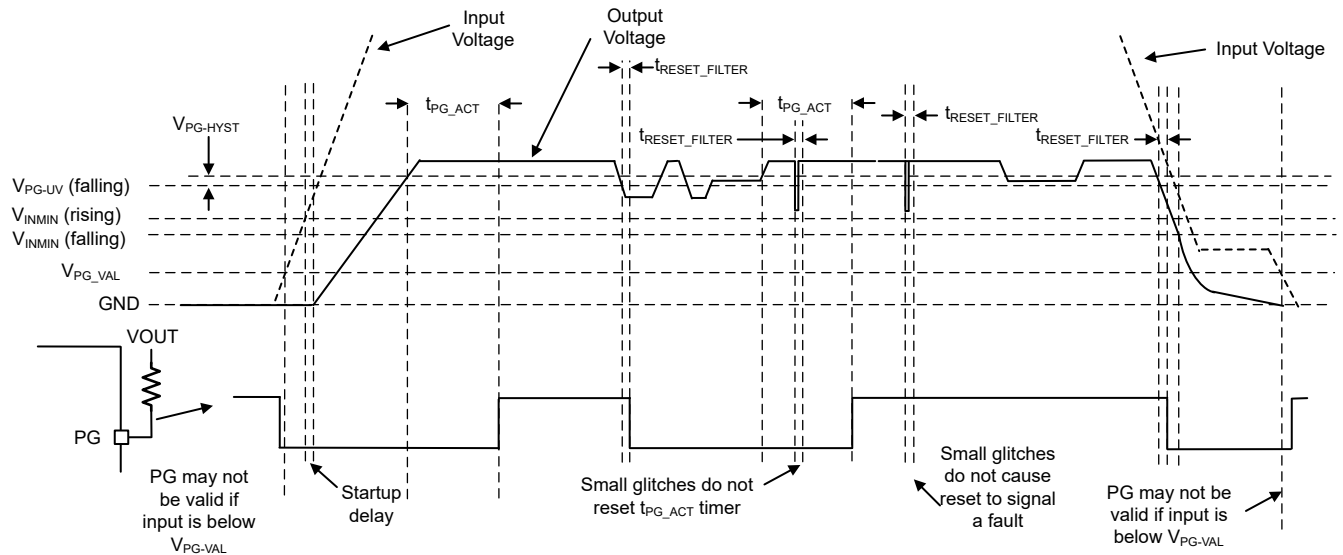 Input
Voltage
Output
Voltage
Input Voltage
tRESET_FILTER
tPG_ACT
tPG_ACT
tRESET_FILTER
tRESET_FILTER
tRESET_FILTER
VPG-HYST
VPG-UV (falling)
VINMIN (rising)
VINMIN (falling)
VPG_VAL
GND
VOUT
PG
PG may not
be valid if
input is below
VPG-VAL
Startup
delay
Small glitches do not
reset tPG_ACT timer
Small glitches
do not cause
reset to signal
a fault
PG may not be
valid if input is
below VPG-VAL